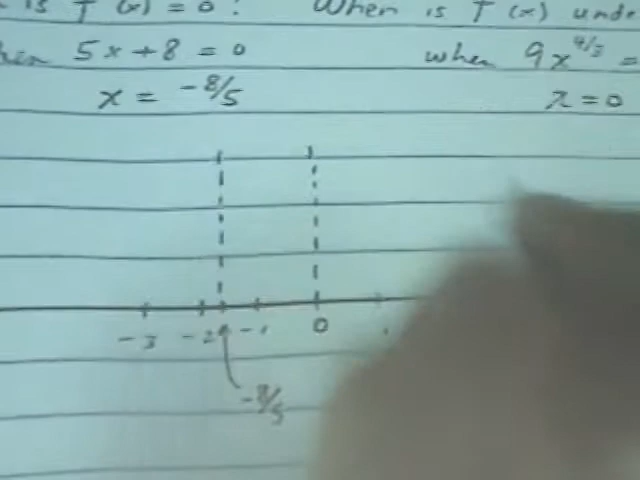 is T (x) = 0 ? When is T (x) unde
when 5x + 8 = 0 when 9x^4/3 =
x = -8/5 x = 0
-3 -2 -1 0
-8/5